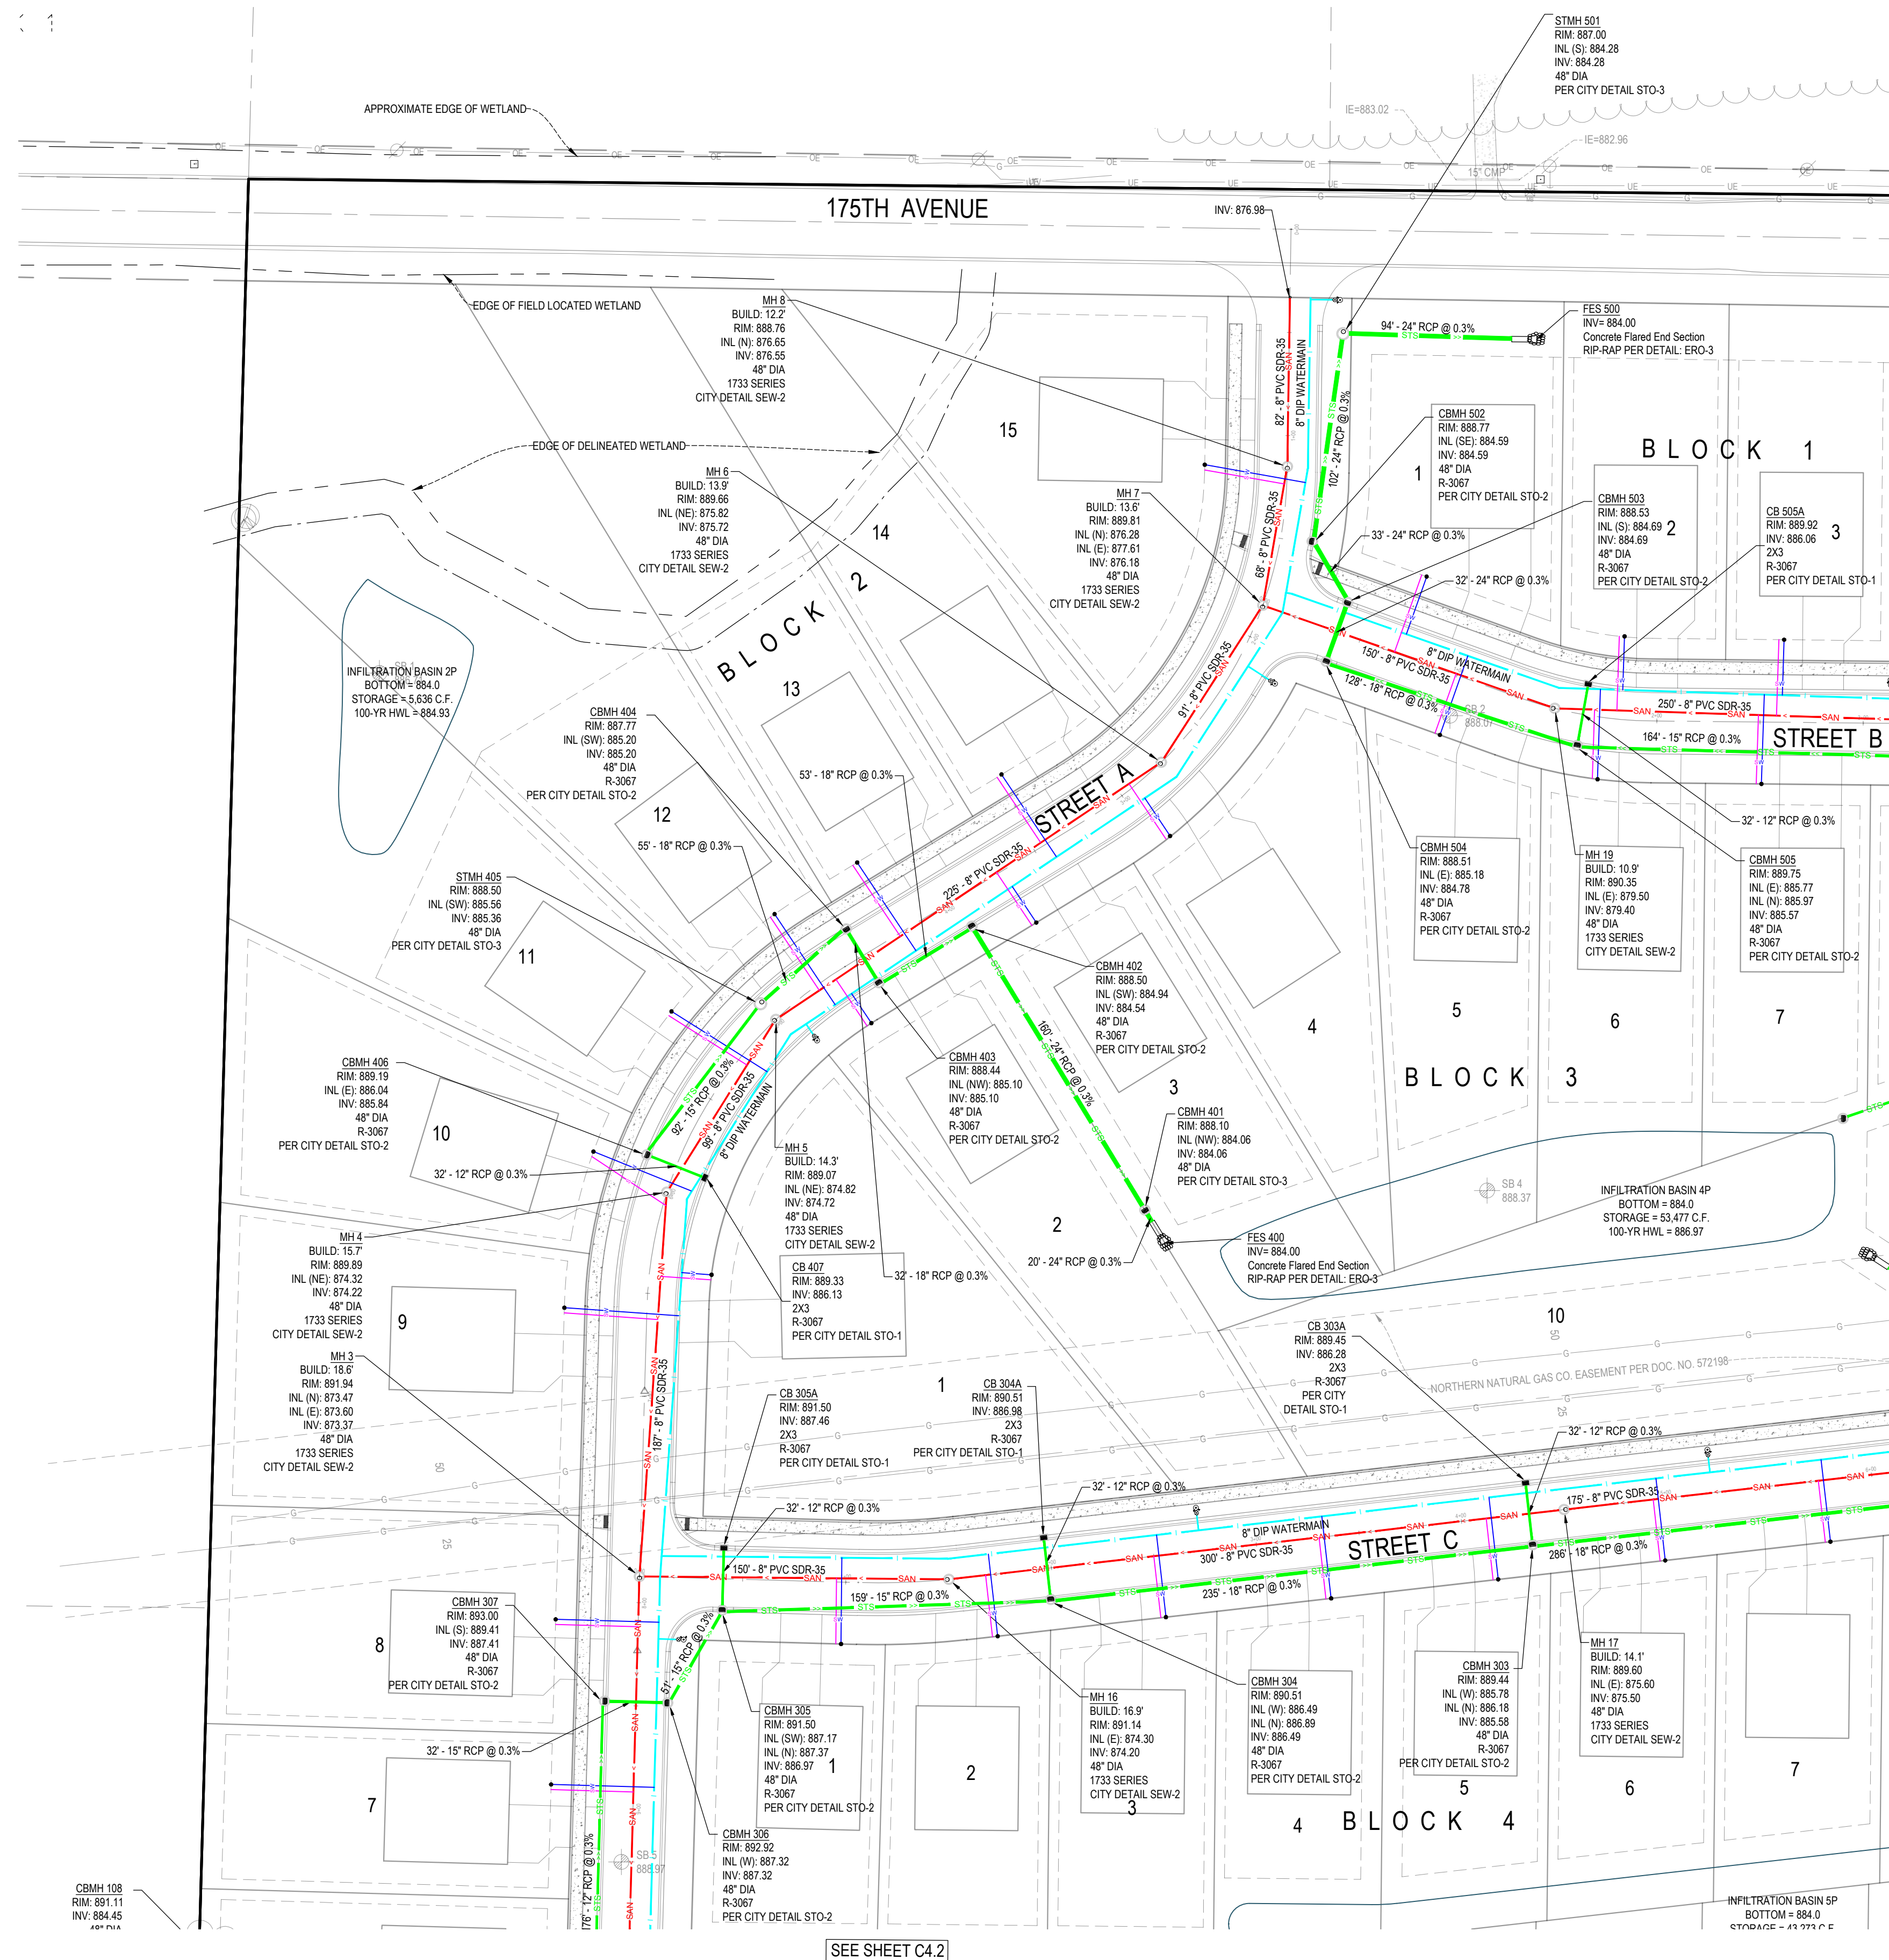 STMH 501
RIM: 887.00
INL (S): 884.28
INV: 884.28
48" DIA
PER CITY DETAIL STO-3
APPROXIMATE EDGE OF WETLAND
IE=883.02
IE=882.96
15" CMP
OE
OE
OE
OE
OE
OE
OE
OE
OE
OE
OE
OE
OE
UE
UE
UE
UE
UE
UE
UE
G
G
G
G
G
175TH AVENUE
INV: 876.98
EDGE OF FIELD LOCATED WETLAND
MH 8
BUILD: 12.2'
RIM: 888.76
INL (N): 876.65
INV: 876.55
48" DIA
1733 SERIES
CITY DETAIL SEW-2
94' - 24" RCP @ 0.3%
STS
FES 500
INV= 884.00
Concrete Flared End Section
RIP-RAP PER DETAIL: ERO-3
82' - 8" PVC SDR-35
8" DIP WATERMAIN
102' - 24" RCP @ 0.3%
15
EDGE OF DELINEATED WETLAND
CBMH 502
RIM: 888.77
INL (SE): 884.59
INV: 884.59
48" DIA
R-3067
PER CITY DETAIL STO-2
1
BLOCK 1
MH 6
BUILD: 13.9'
RIM: 889.66
INL (NE): 875.82
INV: 875.72
48" DIA
1733 SERIES
CITY DETAIL SEW-2
MH 7
BUILD: 13.6'
RIM: 889.81
INL (N): 876.28
INL (E): 877.61
INV: 876.18
48" DIA
1733 SERIES
CITY DETAIL SEW-2
68' - 8" PVC SDR-35
CBMH 503
RIM: 888.53
INL (S): 884.69
INV: 884.69
48" DIA
R-3067
PER CITY DETAIL STO-2
2
CB 505A
RIM: 889.92
INV: 886.06
2X3
R-3067
PER CITY DETAIL STO-1
3
14
33' - 24" RCP @ 0.3%
32' - 24" RCP @ 0.3%
BLOCK 2
SB 1
INFILTRATION BASIN 2P
BOTTOM = 884.0
STORAGE = 5,636 C.F.
100-YR HWL = 884.93
13
91' - 8" PVC SDR-35
8" DIP WATERMAIN
150' - 8" PVC SDR-35
128' - 18" RCP @ 0.3%
SB 2
888.07
250' - 8" PVC SDR-35
164' - 15" RCP @ 0.3%
STREET B
CBMH 404
RIM: 887.77
INL (SW): 885.20
INV: 885.20
48" DIA
R-3067
PER CITY DETAIL STO-2
53' - 18" RCP @ 0.3%
STREET A
12
55' - 18" RCP @ 0.3%
225' - 8" PVC SDR-35
32' - 12" RCP @ 0.3%
CBMH 504
RIM: 888.51
INL (E): 885.18
INV: 884.78
48" DIA
R-3067
PER CITY DETAIL STO-2
MH 19
BUILD: 10.9'
RIM: 890.35
INL (E): 879.50
INV: 879.40
48" DIA
1733 SERIES
CITY DETAIL SEW-2
CBMH 505
RIM: 889.75
INL (E): 885.77
INL (N): 885.97
INV: 885.57
48" DIA
R-3067
PER CITY DETAIL STO-2
STMH 405
RIM: 888.50
INL (SW): 885.56
INV: 885.36
48" DIA
PER CITY DETAIL STO-3
11
CBMH 402
RIM: 888.50
INL (SW): 884.94
INV: 884.54
48" DIA
R-3067
PER CITY DETAIL STO-2
4
5
6
7
160' - 24" RCP @ 0.3%
CBMH 403
RIM: 888.44
INL (NW): 885.10
INV: 885.10
48" DIA
R-3067
PER CITY DETAIL STO-2
BLOCK 3
3
CBMH 406
RIM: 889.19
INL (E): 886.04
INV: 885.84
48" DIA
R-3067
PER CITY DETAIL STO-2
10
92' - 15" RCP @ 0.3%
99' - 8" PVC SDR-35
8" DIP WATERMAIN
32' - 12" RCP @ 0.3%
CBMH 401
RIM: 888.10
INL (NW): 884.06
INV: 884.06
48" DIA
PER CITY DETAIL STO-3
MH 5
BUILD: 14.3'
RIM: 889.07
INL (NE): 874.82
INV: 874.72
48" DIA
1733 SERIES
CITY DETAIL SEW-2
SB 4
888.37
INFILTRATION BASIN 4P
BOTTOM = 884.0
STORAGE = 53,477 C.F.
100-YR HWL = 886.97
2
MH 4
BUILD: 15.7'
RIM: 889.89
INL (NE): 874.32
INV: 874.22
48" DIA
1733 SERIES
CITY DETAIL SEW-2
CB 407
RIM: 889.33
INV: 886.13
2X3
R-3067
PER CITY DETAIL STO-1
32' - 18" RCP @ 0.3%
20' - 24" RCP @ 0.3%
FES 400
INV= 884.00
Concrete Flared End Section
RIP-RAP PER DETAIL: ERO-3
9
10
50
CB 303A
RIM: 889.45
INV: 886.28
2X3
R-3067
PER CITY
DETAIL STO-1
NORTHERN NATURAL GAS CO. EASEMENT PER DOC. NO. 572198
25
MH 3
BUILD: 18.6'
RIM: 891.94
INL (N): 873.47
INL (E): 873.60
INV: 873.37
48" DIA
1733 SERIES
CITY DETAIL SEW-2
187' - 8" PVC SDR-35
1
CB 305A
RIM: 891.50
INV: 887.46
2X3
R-3067
PER CITY DETAIL STO-1
CB 304A
RIM: 890.51
INV: 886.98
2X3
R-3067
PER CITY DETAIL STO-1
50
25
32' - 12" RCP @ 0.3%
32' - 12" RCP @ 0.3%
32' - 12" RCP @ 0.3%
175' - 8" PVC SDR-35
8" DIP WATERMAIN
300' - 8" PVC SDR-35
STREET C
286' - 18" RCP @ 0.3%
150' - 8" PVC SDR-35
159' - 15" RCP @ 0.3%
235' - 18" RCP @ 0.3%
8
CBMH 307
RIM: 893.00
INL (S): 889.41
INV: 887.41
48" DIA
R-3067
PER CITY DETAIL STO-2
51' - 15" RCP @ 0.3%
32' - 15" RCP @ 0.3%
CBMH 305
RIM: 891.50
INL (SW): 887.17
INL (N): 887.37
INV: 886.97
48" DIA
R-3067
PER CITY DETAIL STO-2
1
2
MH 16
BUILD: 16.9'
RIM: 891.14
INL (E): 874.30
INV: 874.20
48" DIA
1733 SERIES
CITY DETAIL SEW-2
3
CBMH 304
RIM: 890.51
INL (W): 886.49
INL (N): 886.89
INV: 886.49
48" DIA
R-3067
PER CITY DETAIL STO-2
4
CBMH 303
RIM: 889.44
INL (W): 885.78
INL (N): 886.18
INV: 885.58
48" DIA
R-3067
PER CITY DETAIL STO-2
5
MH 17
BUILD: 14.1'
RIM: 889.60
INL (E): 875.60
INV: 875.50
48" DIA
1733 SERIES
CITY DETAIL SEW-2
6
7
BLOCK 4
7
CBMH 306
RIM: 892.92
INL (W): 887.32
INV: 887.32
48" DIA
R-3067
PER CITY DETAIL STO-2
SB 5
888.97
176' - 12" RCP @ 0.3%
CBMH 108
RIM: 891.11
INV: 884.45
48" DIA
INFILTRATION BASIN 5P
BOTTOM = 884.0
STORAGE = 43,273 C.F.
SEE SHEET C4.2